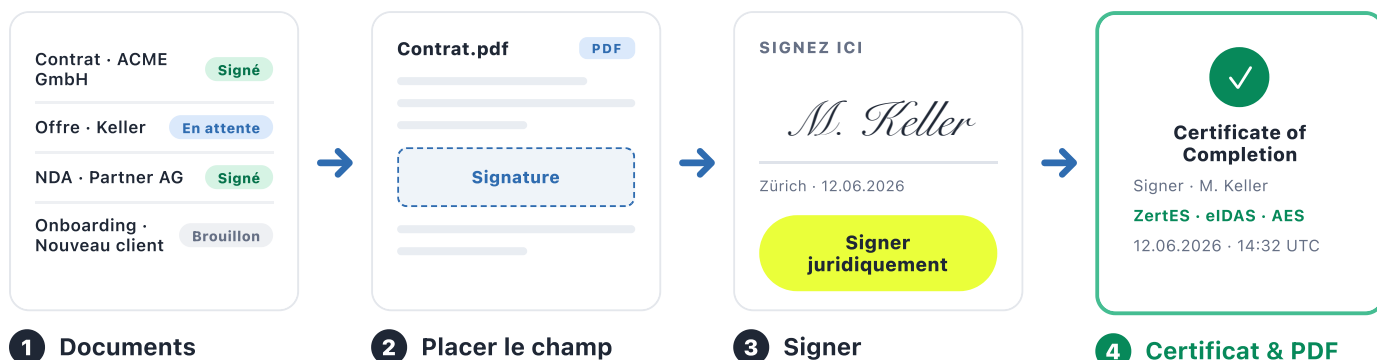 Contrat · ACME
GmbH
Signé
Offre · Keller
En attente
NDA · Partner AG
Signé
Onboarding ·
Nouveau client
Brouillon
1 Documents
Contrat.pdf
PDF
Signature
2 Placer le champ
SIGNEZ ICI
M. Keller
Zürich · 12.06.2026
Signer
juridiquement
3 Signer
Certificate of
Completion
Signer · M. Keller
ZertES · eIDAS · AES
12.06.2026 · 14:32 UTC
4 Certificat & PDF